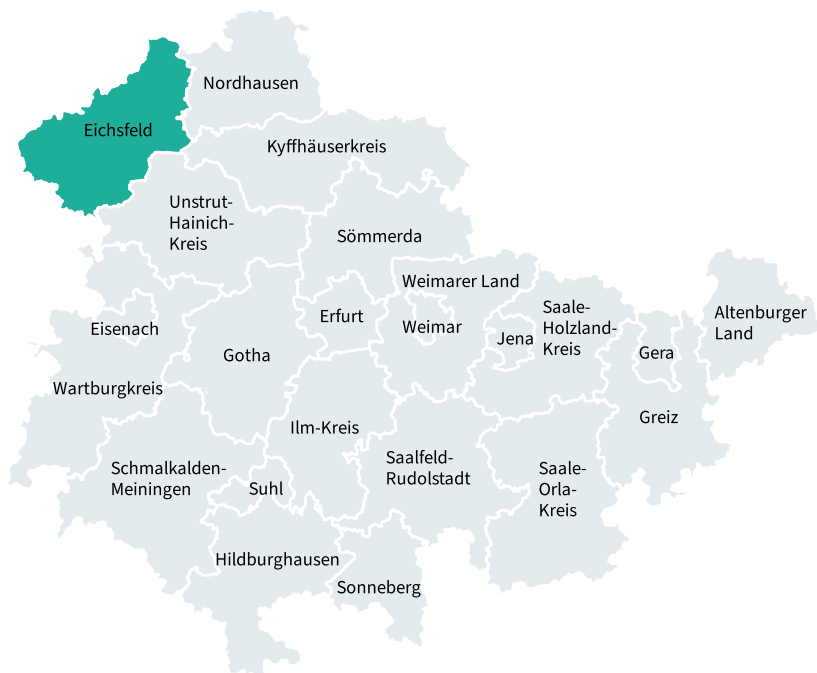 Nordhausen
Eichsfeld
Kyffhäuserkreis
Unstrut-
Hainich-
Kreis
Sömmerda
Weimarer Land
Eisenach
Erfurt
Weimar
Saale-
Holzland-
Kreis
Jena
Altenburger
Land
Gotha
Gera
Wartburgkreis
Greiz
Ilm-Kreis
Schmalkalden-
Meiningen
Suhl
Saalfeld-
Rudolstadt
Saale-
Orla-
Kreis
Hildburghausen
Sonneberg